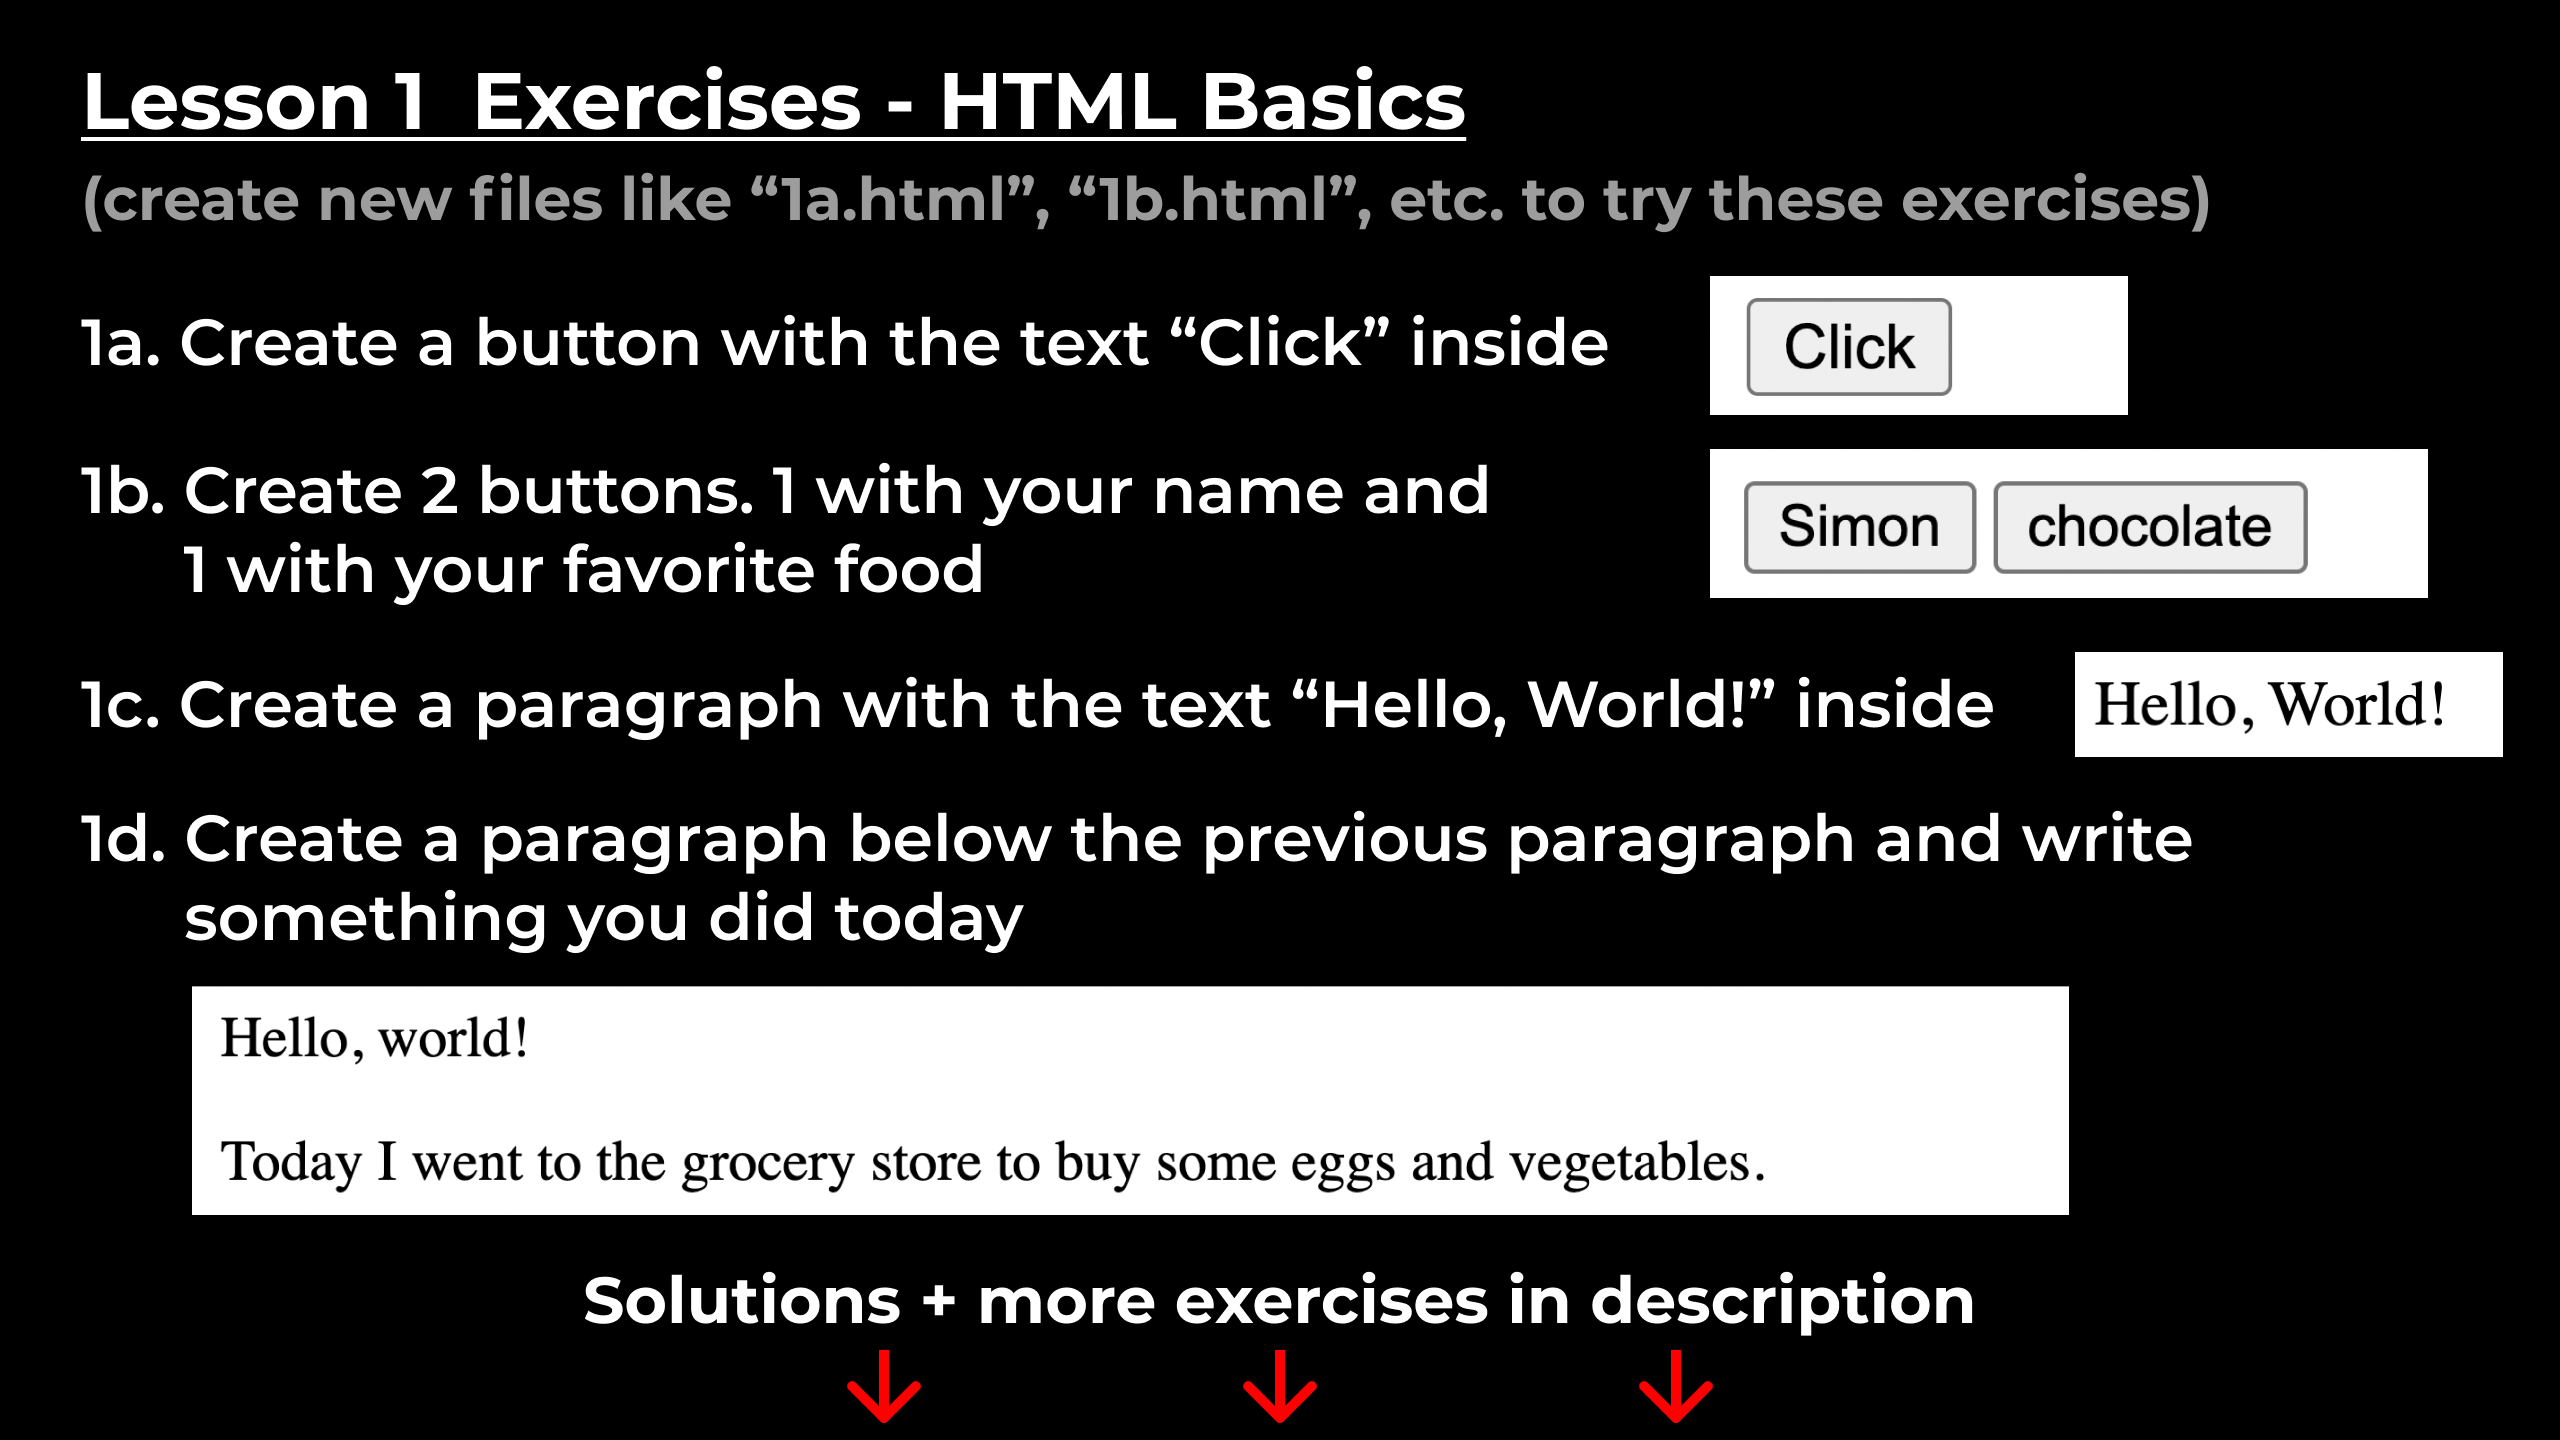 Lesson 1  Exercises - HTML Basics
(create new files like “1a.html”, “1b.html”, etc. to try these exercises)
1a. Create a button with the text “Click” inside
Click
1b. Create 2 buttons. 1 with your name and
1 with your favorite food
Simon chocolate
1c. Create a paragraph with the text “Hello, World!” inside
Hello, World!
1d. Create a paragraph below the previous paragraph and write
something you did today
Hello, world!
Today I went to the grocery store to buy some eggs and vegetables.
Solutions + more exercises in description